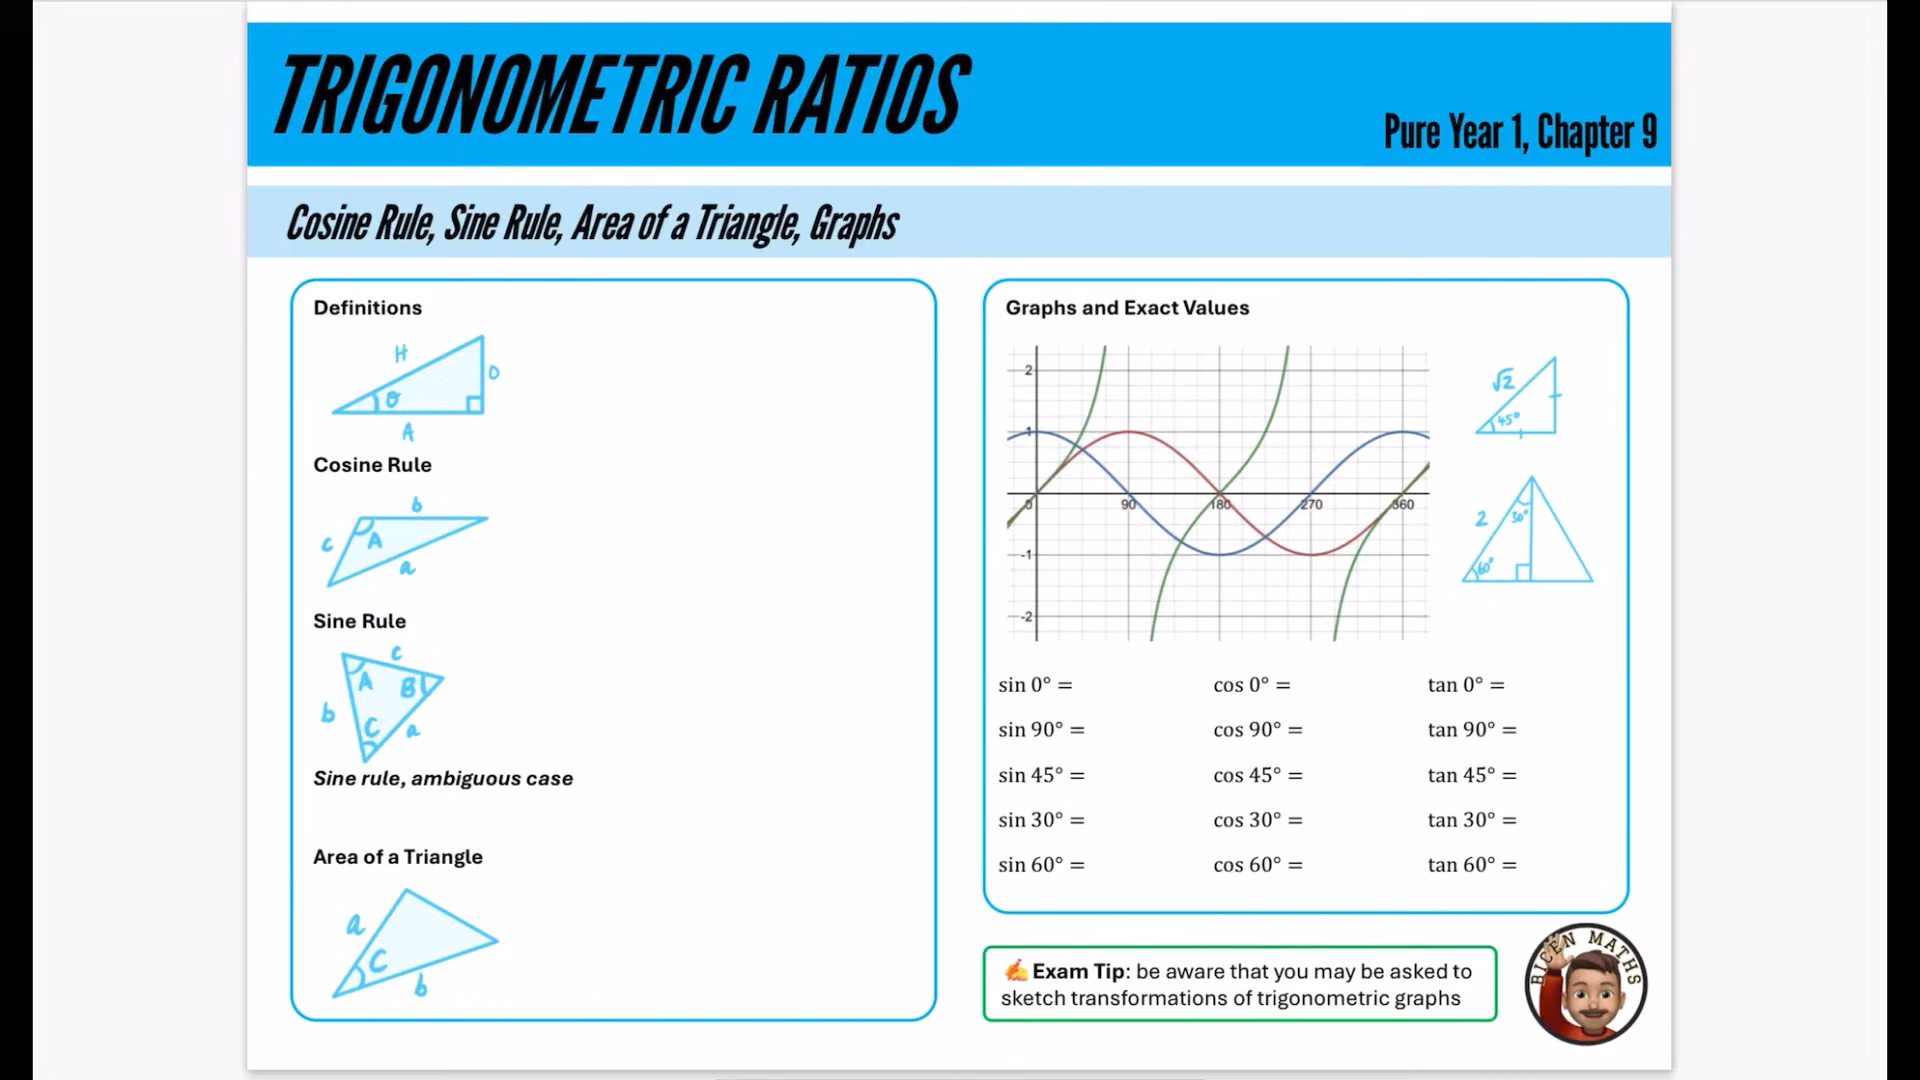 TRIGONOMETRIC RATIOS
Pure Year 1, Chapter 9
Cosine Rule, Sine Rule, Area of a Triangle, Graphs
Definitions
H
O
θ
A
Cosine Rule
b
c
A
a
Sine Rule
c
A
B
b
C
a
Sine rule, ambiguous case
Area of a Triangle
a
C
b
Graphs and Exact Values
2
1
0
90
180
270
360
-1
-2
√2
45°
2
30°
60°
sin 0° =
cos 0° =
tan 0° =
sin 90° =
cos 90° =
tan 90° =
sin 45° =
cos 45° =
tan 45° =
sin 30° =
cos 30° =
tan 30° =
sin 60° =
cos 60° =
tan 60° =
✍️ Exam Tip: be aware that you may be asked to
sketch transformations of trigonometric graphs
BICEN MATHS